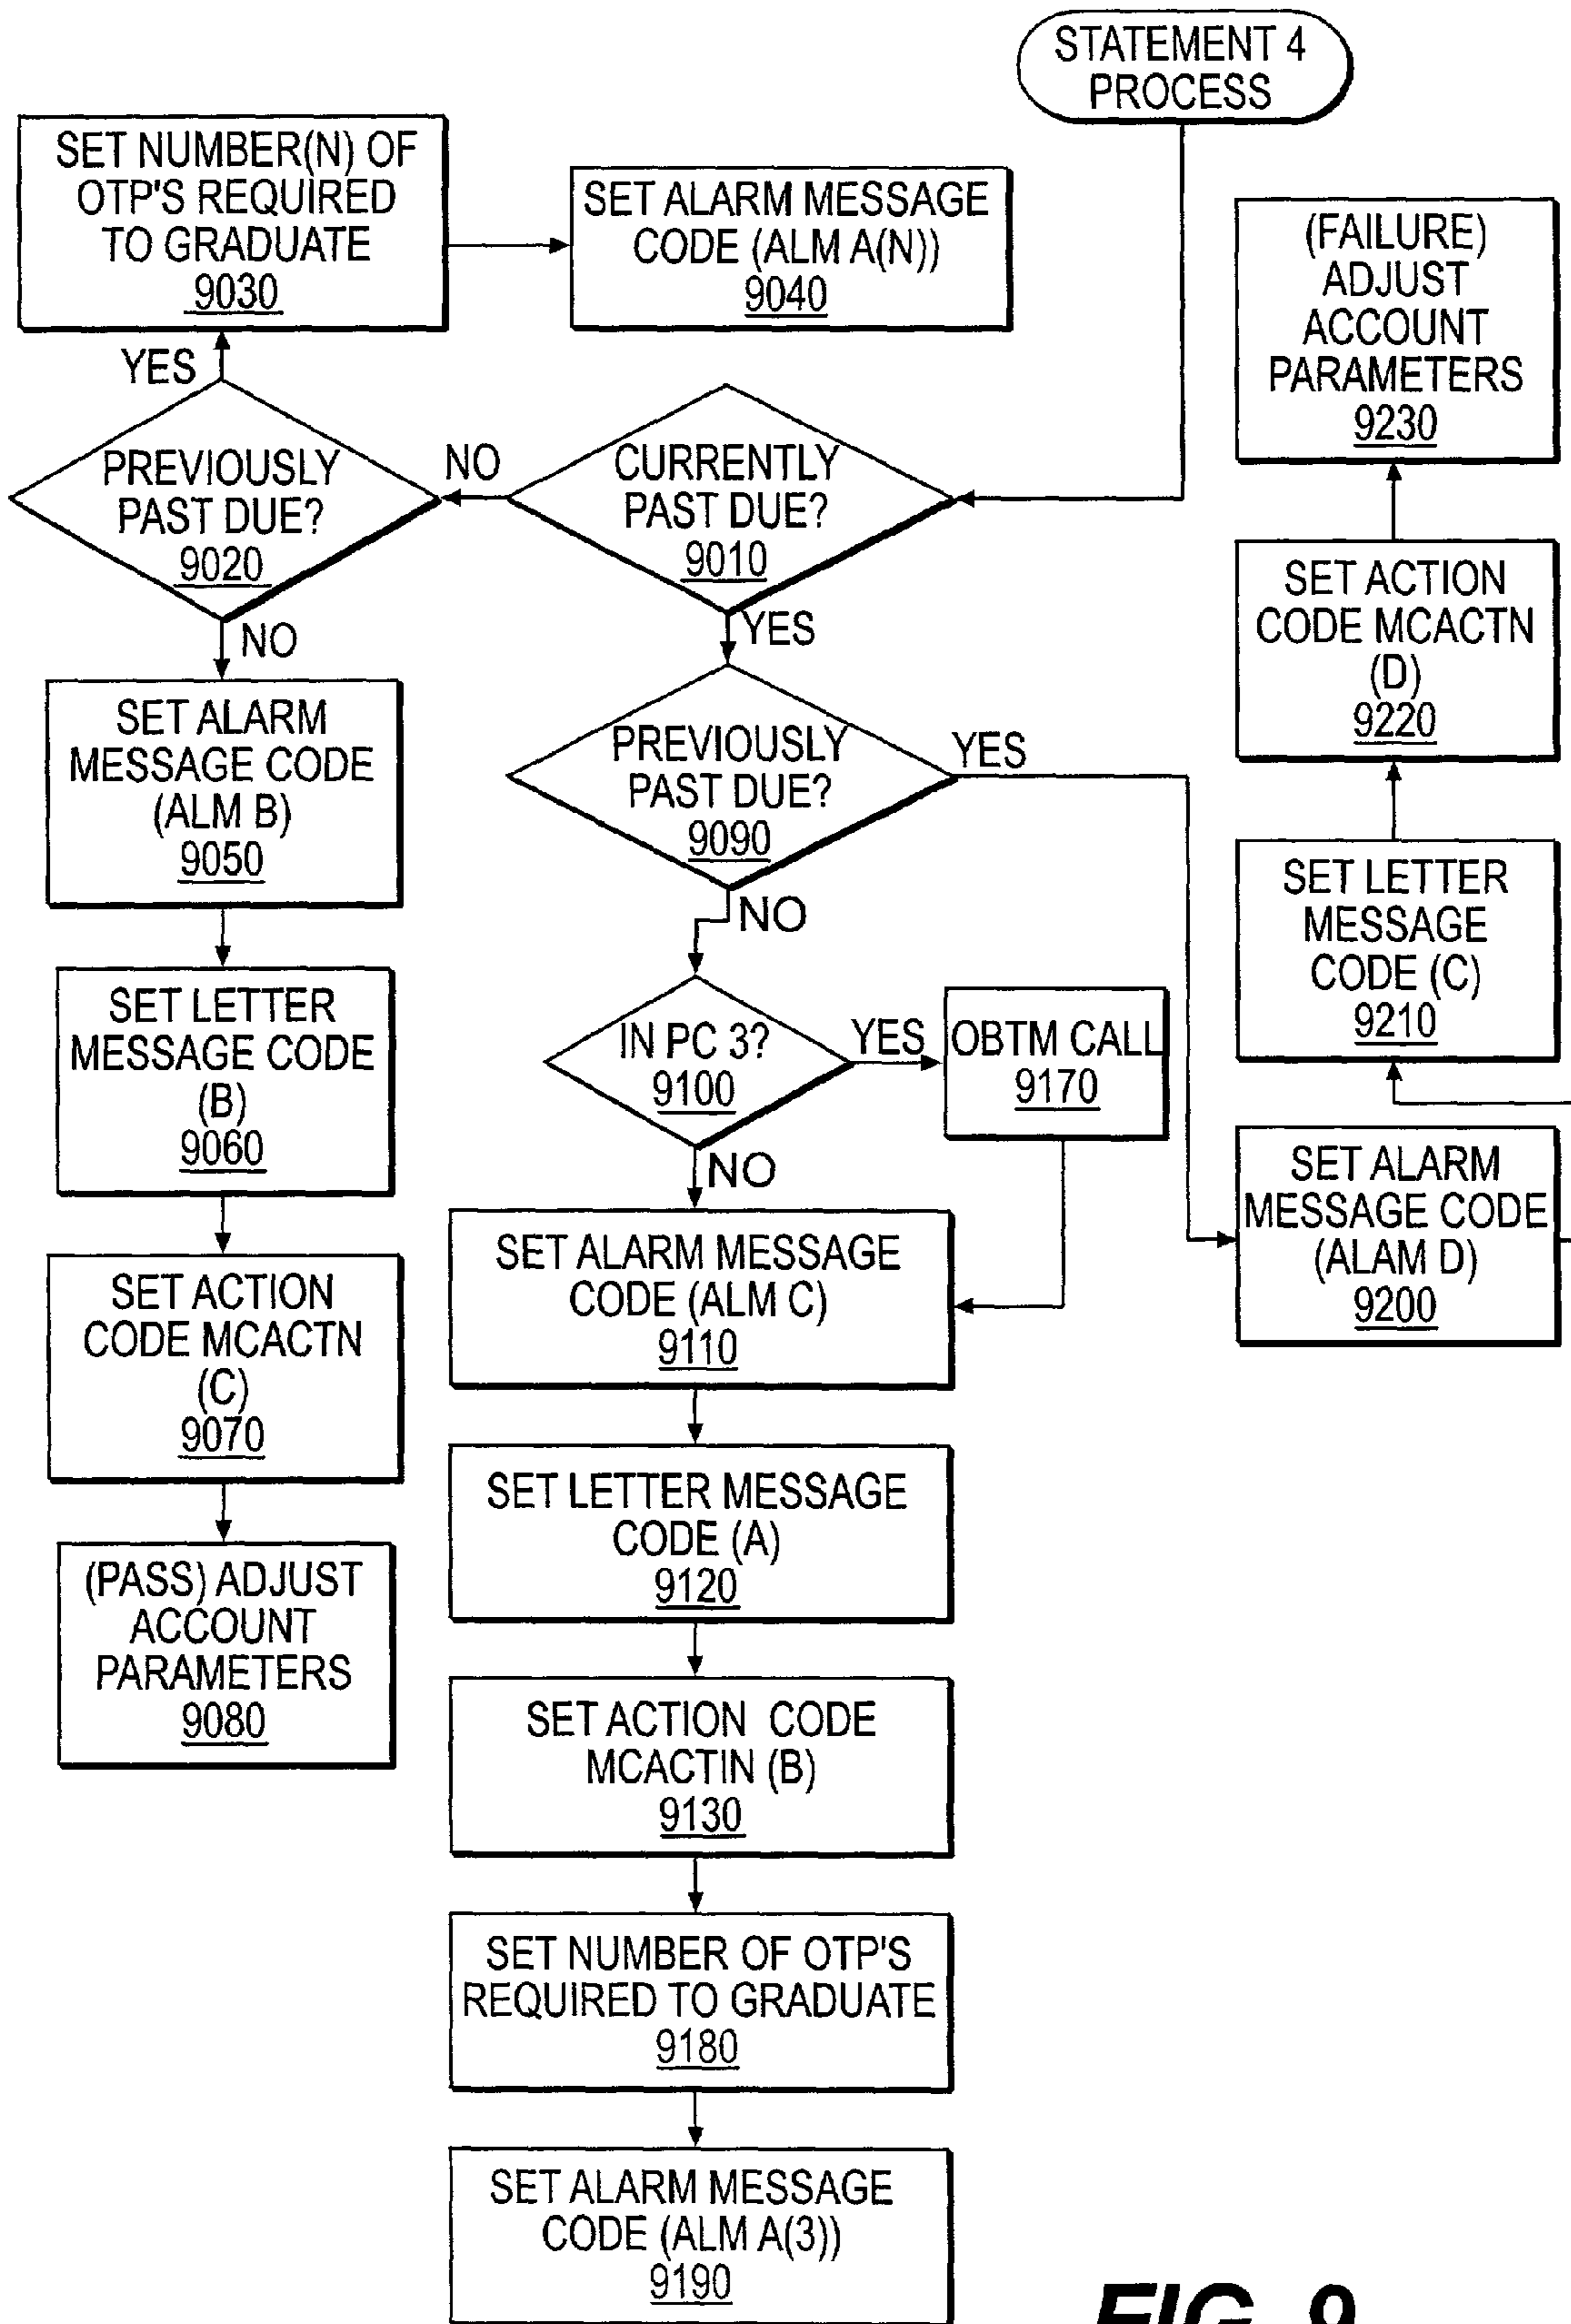 STATEMENT 4
PROCESS
SET NUMBER(N) OF
OTP'S REQUIRED
TO GRADUATE
9030
SET ALARM MESSAGE
CODE (ALM A(N))
9040
YES
PREVIOUSLY
PAST DUE?
9020
NO
CURRENTLY
PAST DUE?
9010
NO
SET ALARM
MESSAGE CODE
(ALM B)
9050
SET LETTER
MESSAGE CODE
(B)
9060
SET ACTION
CODE MCACTN
(C)
9070
(PASS) ADJUST
ACCOUNT
PARAMETERS
9080
YES
PREVIOUSLY
PAST DUE?
9090
YES
NO
IN PC 3?
9100
YES
OBTM CALL
9170
NO
SET ALARM MESSAGE
CODE (ALM C)
9110
SET LETTER MESSAGE
CODE (A)
9120
SET ACTION CODE
MCACTIN (B)
9130
SET NUMBER OF OTP'S
REQUIRED TO GRADUATE
9180
SET ALARM MESSAGE
CODE (ALM A(3))
9190
(FAILURE)
ADJUST
ACCOUNT
PARAMETERS
9230
SET ACTION
CODE MCACTN
(D)
9220
SET LETTER
MESSAGE
CODE (C)
9210
SET ALARM
MESSAGE CODE
(ALAM D)
9200
FIG. 9